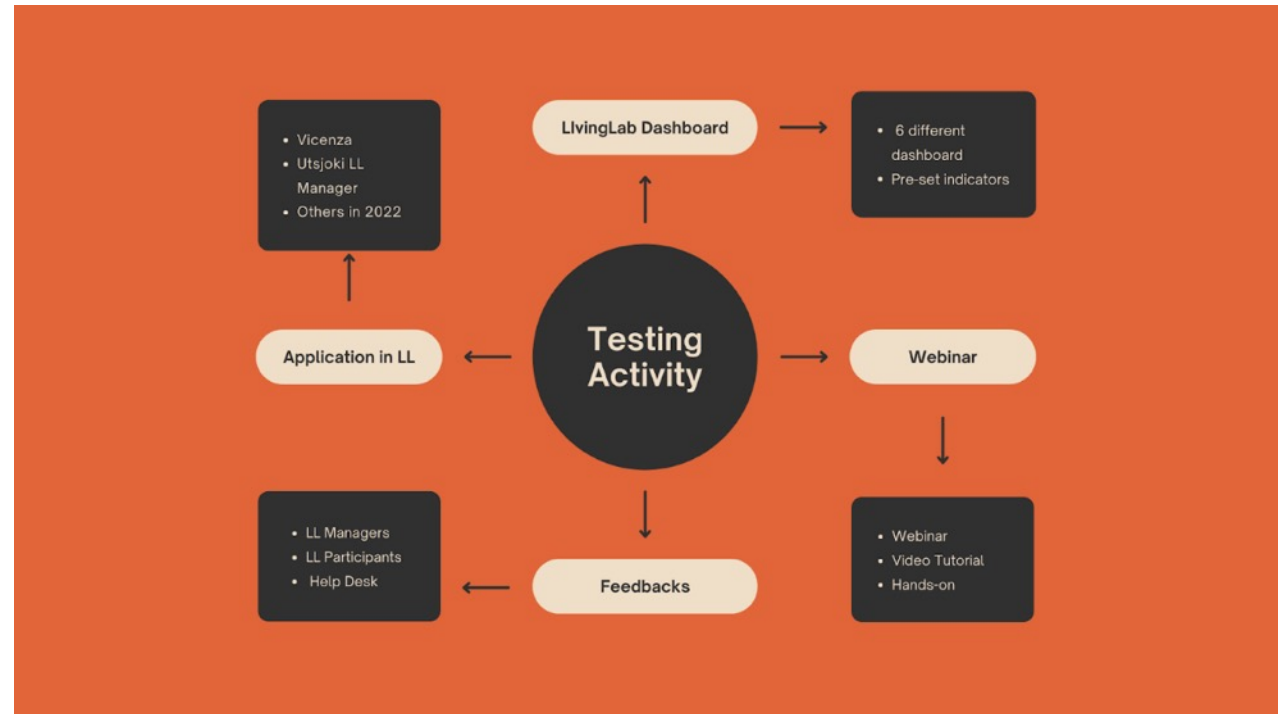 LIvingLab Dashboard
• 6 different
dashboard
• Pre-set indicators
• Vicenza
• Utsjoki LL
Manager
• Others in 2022
Testing
Activity
Application in LL
Webinar
• LL Managers
• LL Participants
• Help Desk
Feedbacks
• Webinar
• Video Tutorial
• Hands-on